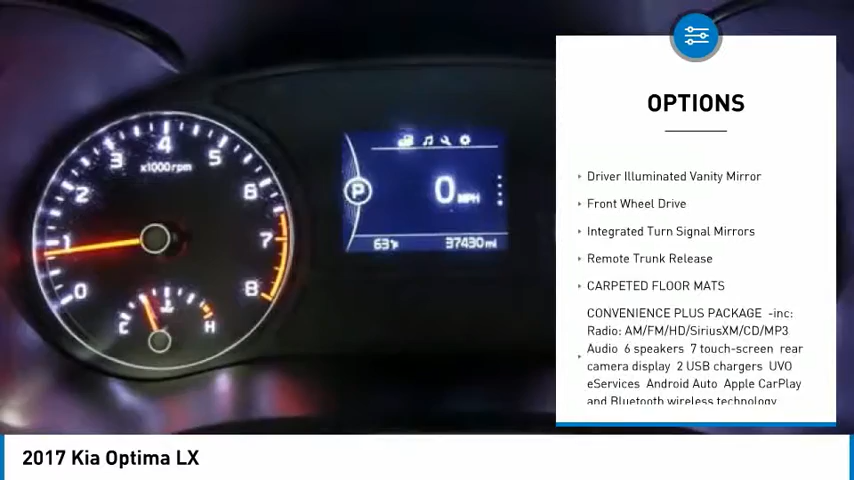 4
3
5
x1000rpm
2
6
1
7
0
8
C
H
P
0 MPH
63°F
37430 mi
OPTIONS
Driver Illuminated Vanity Mirror
Front Wheel Drive
Integrated Turn Signal Mirrors
Remote Trunk Release
CARPETED FLOOR MATS
CONVENIENCE PLUS PACKAGE -inc:
Radio: AM/FM/HD/SiriusXM/CD/MP3
Audio 6 speakers 7 touch-screen rear
camera display 2 USB chargers UVO
eServices Android Auto Apple CarPlay
and Bluetooth wireless technology
2017 Kia Optima LX